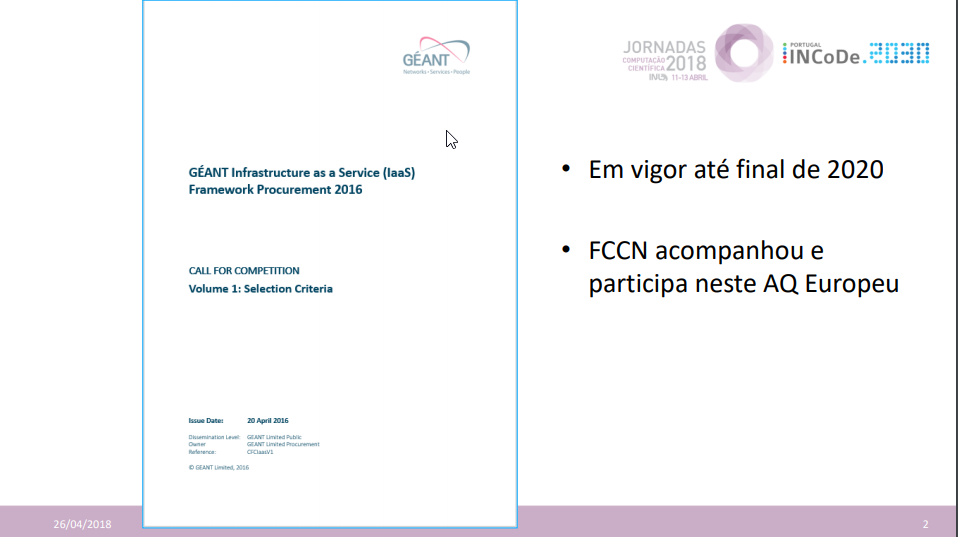 GÉANT
Networks • Services • People
GÉANT Infrastructure as a Service (IaaS)
Framework Procurement 2016
CALL FOR COMPETITION
Volume 1: Selection Criteria
Issue Date: 20 April 2016
Dissemination Level: GEANT Limited Public
Owner GEANT Limited Procurement
Reference: CFCIaasV1
© GEANT Limited, 2016
JORNADAS
COMPUTAÇÃO 2018
CIENTÍFICA
11-13 ABRIL
PORTUGAL
INCoDe.2030
• Em vigor até final de 2020
• FCCN acompanhou e
participa neste AQ Europeu
26/04/2018
2